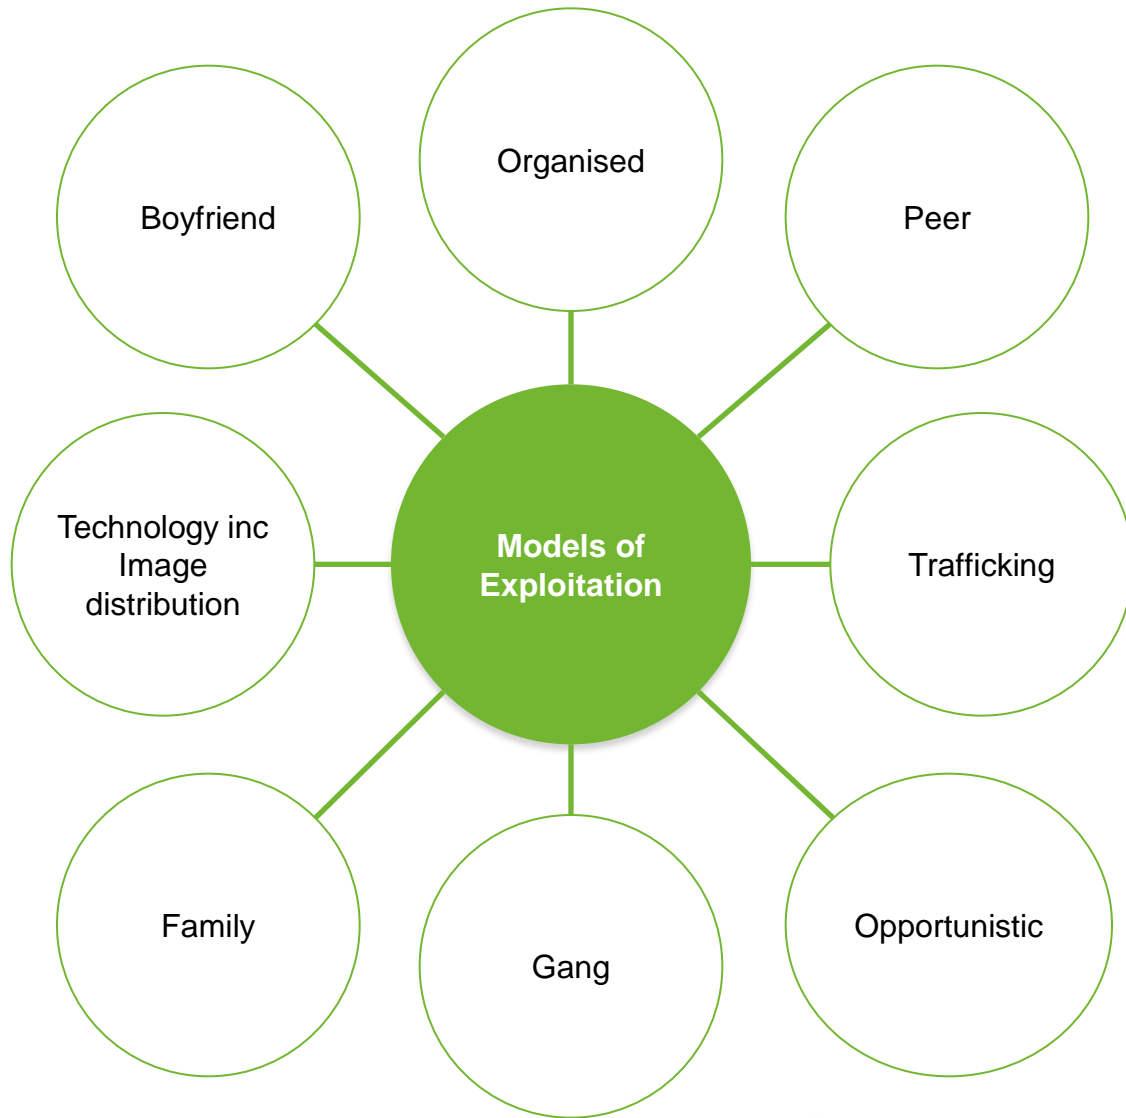 Organised
Boyfriend
Peer
Technology inc
Image
distribution
Models of
Exploitation
Trafficking
Family
Gang
Opportunistic